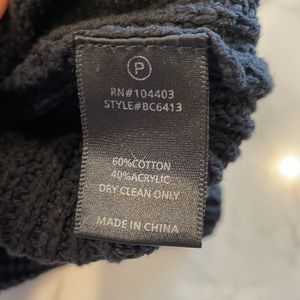 P
RN#104403
STYLE#BC6413
60%COTTON
40%ACRYLIC
DRY CLEAN ONLY
MADE IN CHINA